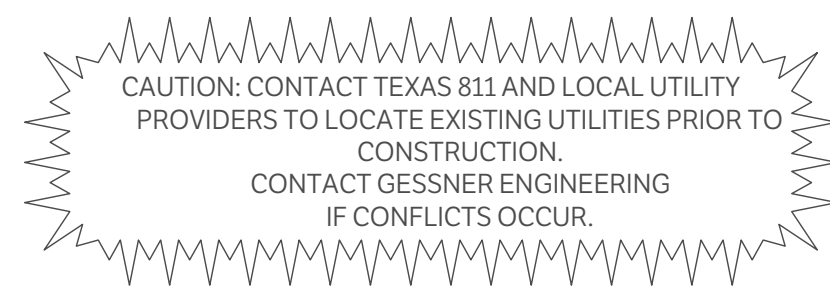 CAUTION: CONTACT TEXAS 811 AND LOCAL UTILITY
PROVIDERS TO LOCATE EXISTING UTILITIES PRIOR TO
CONSTRUCTION.
CONTACT GESSNER ENGINEERING
IF CONFLICTS OCCUR.